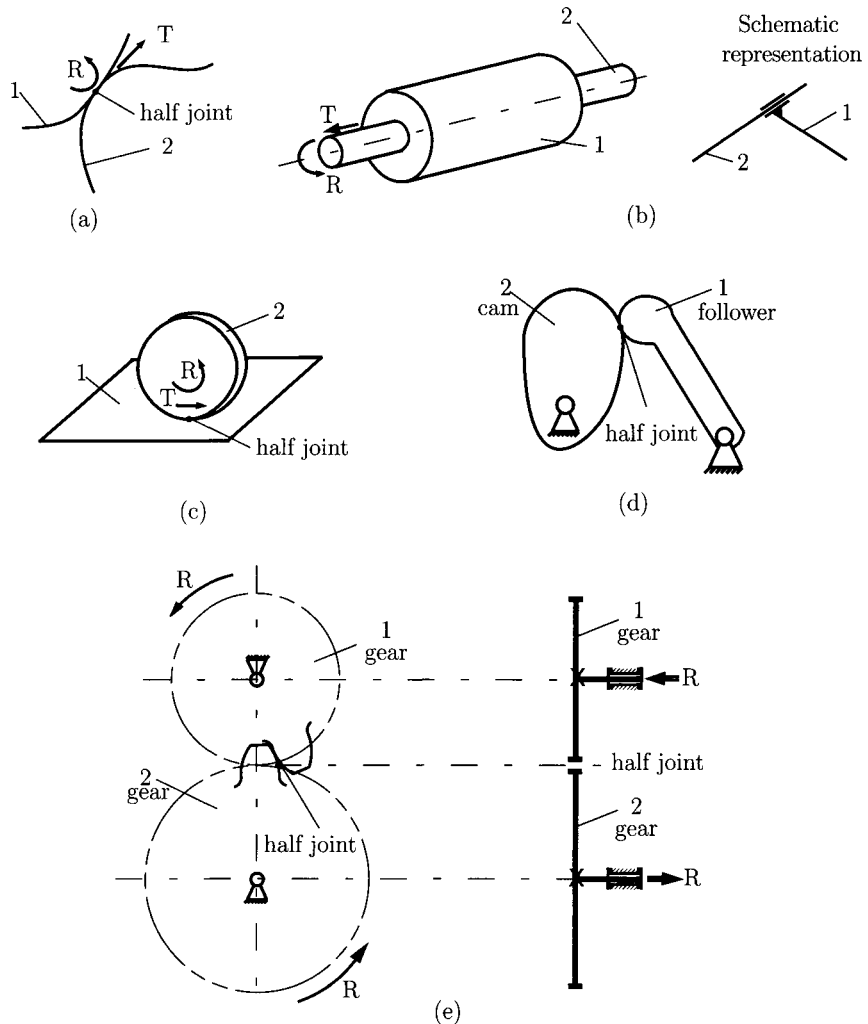 T
R
1
half joint
2
(a)
2
T
1
R
(b)
Schematic
representation
1
2
2
1
R
T
half joint
(c)
2
cam
1
follower
half joint
(d)
R
1
gear
2
gear
half joint
R
1
gear
R
half joint
2
gear
R
(e)